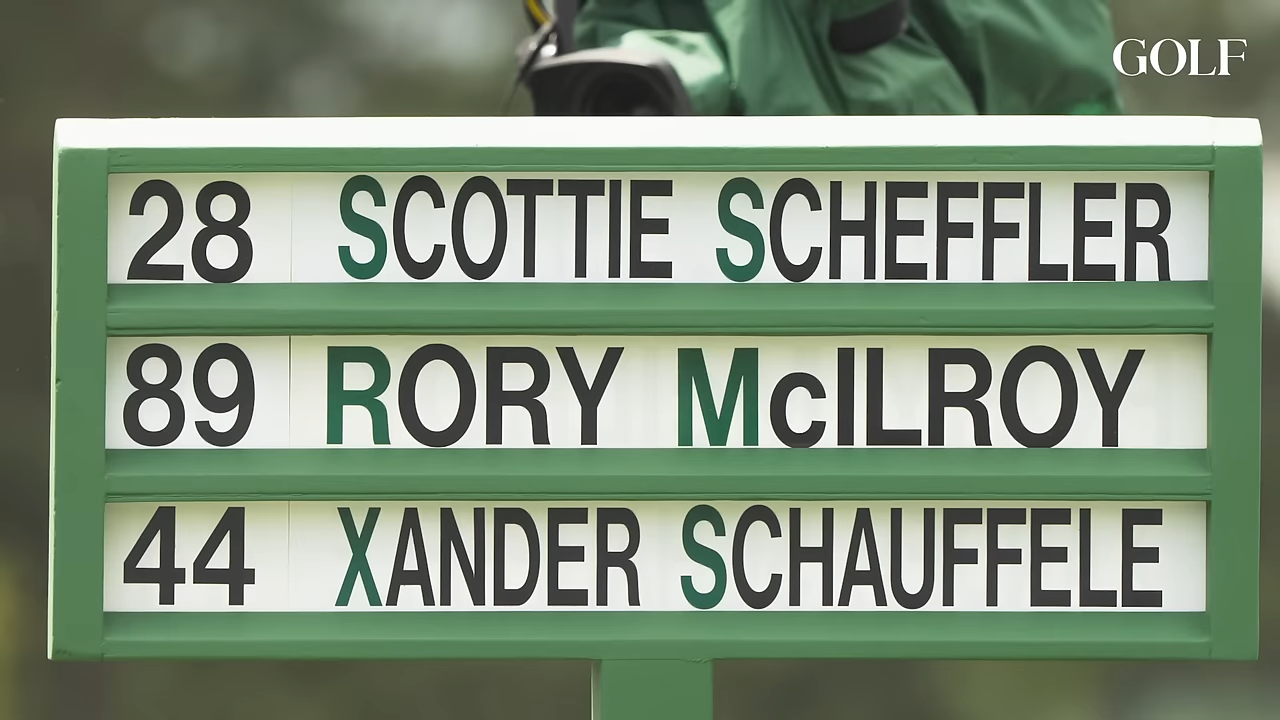 GOLF
28 SCOTTIE SCHEFFLER
89 RORY McILROY
44 XANDER SCHAUFFELE